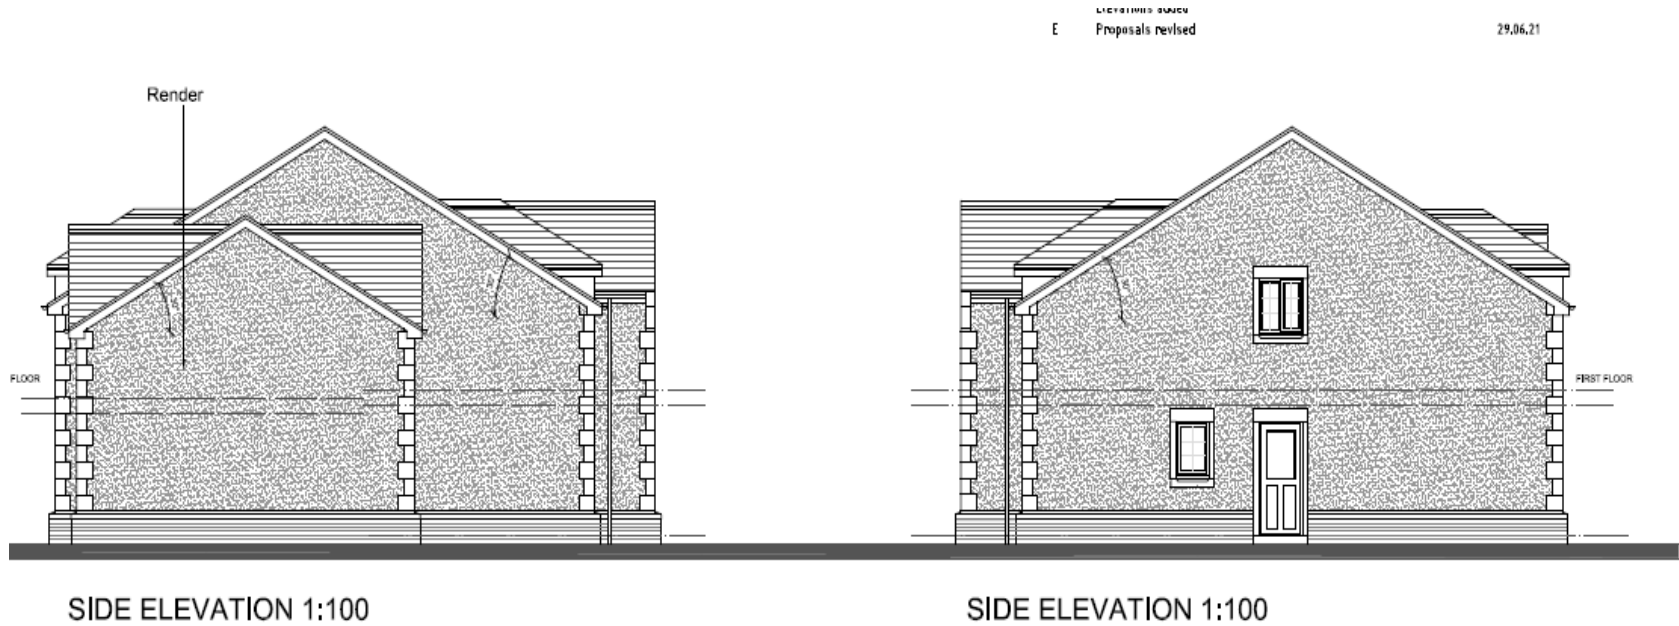 E Proposals revised 29.06.21
Render
FLOOR
FIRST FLOOR
SIDE ELEVATION 1:100
SIDE ELEVATION 1:100